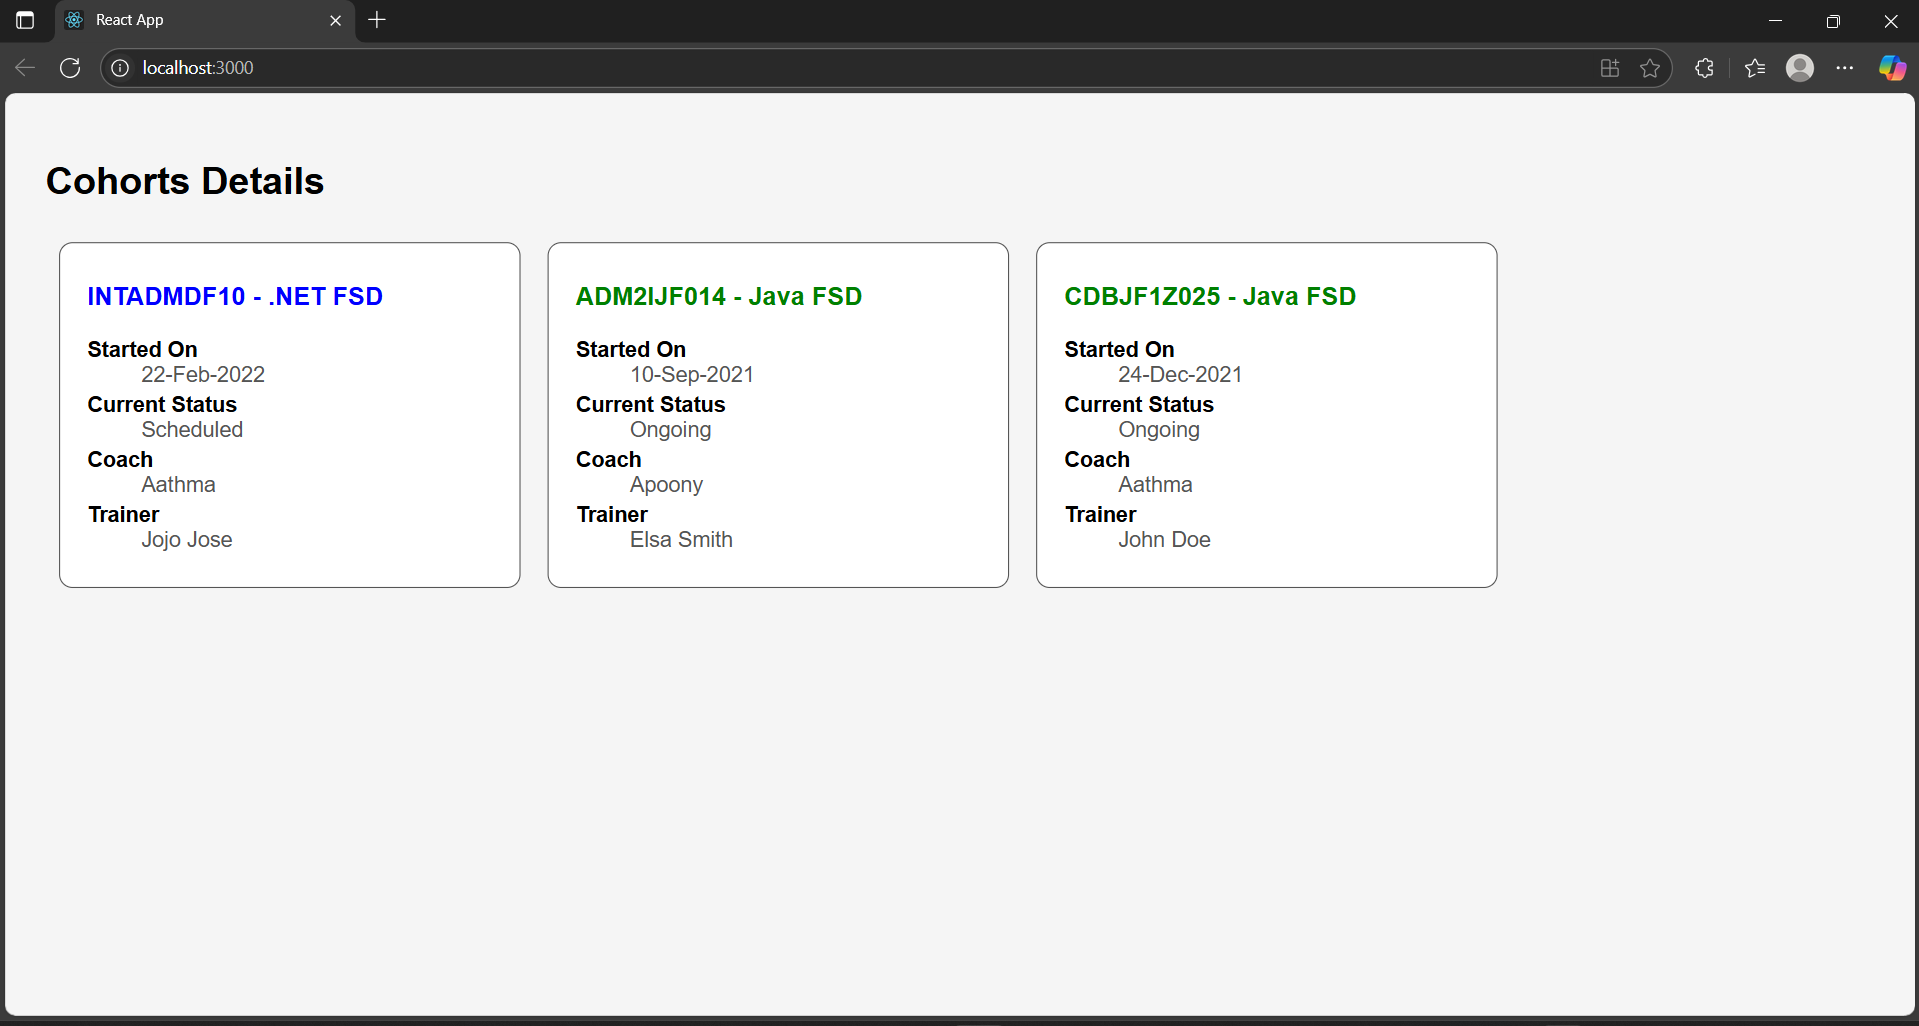 React App
localhost:3000
Cohorts Details
INTADMDF10 - .NET FSD
Started On
22-Feb-2022
Current Status
Scheduled
Coach
Aathma
Trainer
Jojo Jose
ADM2IJF014 - Java FSD
Started On
10-Sep-2021
Current Status
Ongoing
Coach
Apoony
Trainer
Elsa Smith
CDBJF1Z025 - Java FSD
Started On
24-Dec-2021
Current Status
Ongoing
Coach
Aathma
Trainer
John Doe